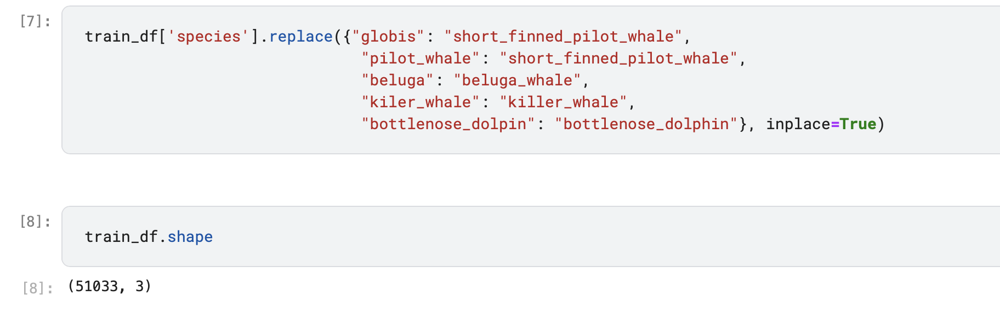 [7]:
train_df['species'].replace({"globis": "short_finned_pilot_whale",
"pilot_whale": "short_finned_pilot_whale",
"beluga": "beluga_whale",
"kiler_whale": "killer_whale",
"bottlenose_dolpin": "bottlenose_dolphin"}, inplace=True)
[8]:
train_df.shape
[8]:
(51033, 3)